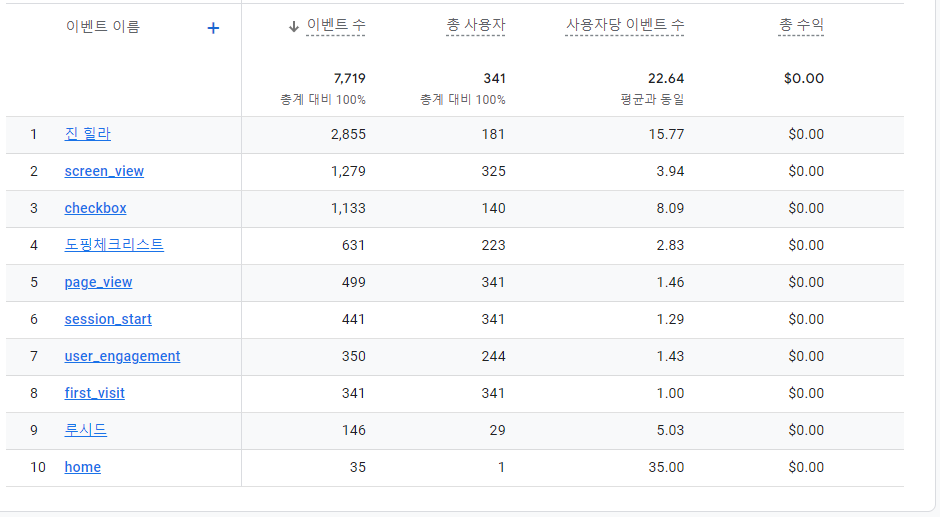 이벤트 이름 + ↓ 이벤트 수 총 사용자 사용자당 이벤트 수 총 수익
7,719 341 22.64 $0.00
총계 대비 100% 총계 대비 100% 평균과 동일
1 진 힐라 2,855 181 15.77 $0.00
2 screen_view 1,279 325 3.94 $0.00
3 checkbox 1,133 140 8.09 $0.00
4 도핑체크리스트 631 223 2.83 $0.00
5 page_view 499 341 1.46 $0.00
6 session_start 441 341 1.29 $0.00
7 user_engagement 350 244 1.43 $0.00
8 first_visit 341 341 1.00 $0.00
9 루시드 146 29 5.03 $0.00
10 home 35 1 35.00 $0.00